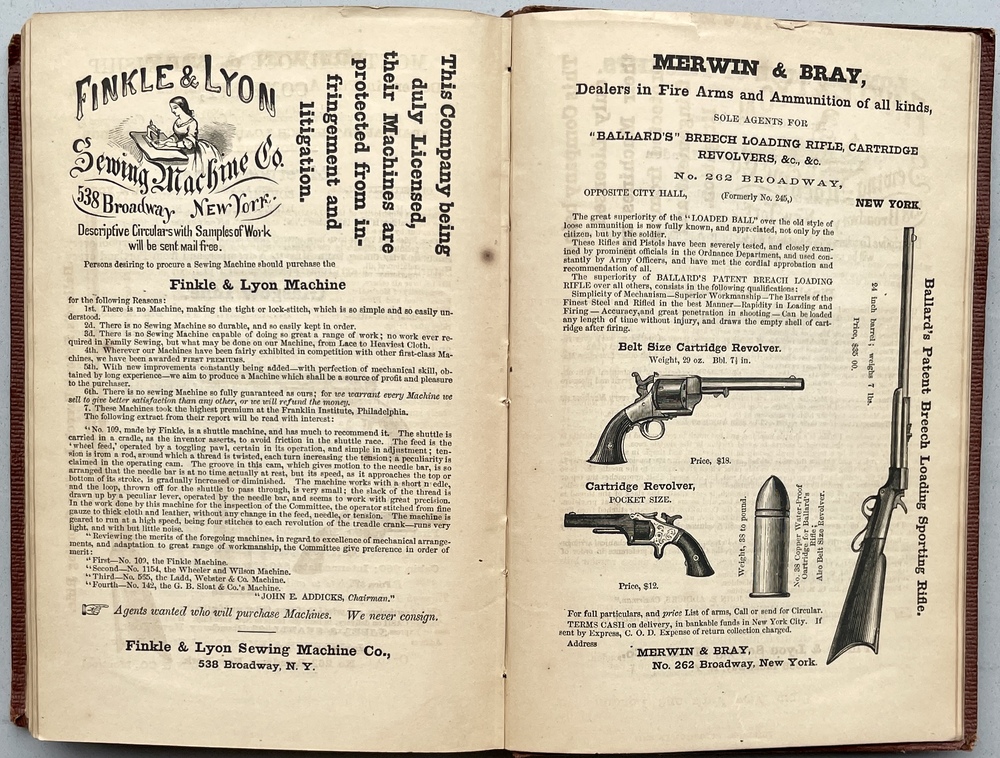 FINKLE & LYON
Sewing Machine Co.
538 Broadway. New York.
Descriptive Circulars with Samples of Work
will be sent mail free.
This Company being
duly Licensed,
their Machines are
protected from in-
fringement and
litigation.
Persons desiring to procure a Sewing Machine should purchase the
Finkle & Lyon Machine
for the following Reasons:
1st. There is no Machine, making the tight or lock-stitch, which is so simple and so easily un-
derstood.
2d. There is no Sewing Machine so durable, and so easily kept in order.
3d. There is no Sewing Machine capable of doing so great a range of work; no work ever re-
quired in Family Sewing, but what may be done on our Machine, from Lace to Heaviest Cloth.
4th. Wherever our Machines have been fairly exhibited in competition with other first-class Ma-
chines, we have been awarded FIRST PREMIUMS.
5th. With new improvements constantly being added—with perfection of mechanical skill, ob-
tained by long experience—we aim to produce a Machine which shall be a source of profit and pleasure
to the purchaser.
6th. There is no sewing Machine so fully guaranteed as ours; for we warrant every Machine we
sell to give better satisfaction than any other, or we will refund the money.
7. These Machines took the highest premium at the Franklin Institute, Philadelphia.
The following extract from their report will be read with interest:
"No. 109, made by Finkle, is a shuttle machine, and has much to recommend it. The shuttle is
carried in a cradle, as the inventor asserts, to avoid friction in the shuttle race. The feed is the
'wheel feed,' operated by a toggling pawl, certain in its operation, and simple in adjustment; ten-
sion is from a rod, around which a thread is twisted, each turn increasing the tension; a peculiarity is
claimed in the operating cam. The groove in this cam, which gives motion to the needle bar, is so
arranged that the needle bar is at no time actually at rest, but its speed, as it approaches the top or
bottom of its stroke, is gradually increased or diminished. The machine works with a short needle,
and the loop, thrown off for the shuttle to pass through, is very small; the slack of the thread is
drawn up by a peculiar lever, operated by the needle bar, and seems to work with great precision.
In the work done by this machine for the inspection of the Committee, the operator stitched from fine
gauze to thick cloth and leather, without any change in the feed, needle, or tension. The machine is
geared to run at a high speed, being four stitches to each revolution of the treadle crank—runs very
light, and with but little noise.
"Reviewing the merits of the foregoing machines, in regard to excellence of mechanical arrange-
ments, and adaptation to great range of workmanship, the Committee give preference in order of
merit:
"First—No. 109, the Finkle Machine.
"Second—No. 1154, the Wheeler and Wilson Machine.
"Third—No. 565, the Ladd, Webster & Co. Machine.
"Fourth—No. 142, the G. B. Sloat & Co.'s Machine.
"JOHN E. ADDICKS, Chairman."
Agents wanted who will purchase Machines. We never consign.
Finkle & Lyon Sewing Machine Co.,
538 Broadway, N. Y.
MERWIN & BRAY,
Dealers in Fire Arms and Ammunition of all kinds,
SOLE AGENTS FOR
"BALLARD'S" BREECH LOADING RIFLE, CARTRIDGE
REVOLVERS, &c., &c.
No. 262 BROADWAY,
OPPOSITE CITY HALL, (Formerly No. 245,)
NEW YORK.
The great superiority of the "LOADED BALL" over the old style of
loose ammunition is now fully known, and appreciated, not only by the
citizen, but by the soldier.
These Rifles and Pistols have been severely tested, and closely exam-
ined by prominent officials in the Ordnance Department, and used con-
stantly by Army Officers, and have met the cordial approbation and
recommendation of all.
The superiority of BALLARD'S PATENT BREACH LOADING
RIFLE over all others, consists in the following qualifications:
Simplicity of Mechanism—Superior Workmanship—The Barrels of the
Finest Steel and Rifled in the best Manner—Rapidity in Loading and
Firing—Accuracy, and great penetration in shooting—Can be loaded
any length of time without injury, and draws the empty shell of cart-
ridge after firing.
Belt Size Cartridge Revolver.
Weight, 29 oz. Bbl. 7½ in.
Price, $18.
Cartridge Revolver,
POCKET SIZE.
Price, $12.
Weight, 38 to pound.
No. 38 Copper Water-Proof
Cartridge for Ballard's
Rifle;
Also Belt Size Revolver.
24 inch barrel; weighs 7 lbs.
Price, $35 00.
Ballard's Patent Breech Loading Sporting Rifle.
For full particulars, and price List of arms, Call or send for Circular.
TERMS CASH on delivery, in bankable funds in New York City. If
sent by Express, C. O. D. Expense of return collection charged.
Address
MERWIN & BRAY,
No. 262 Broadway, New York.